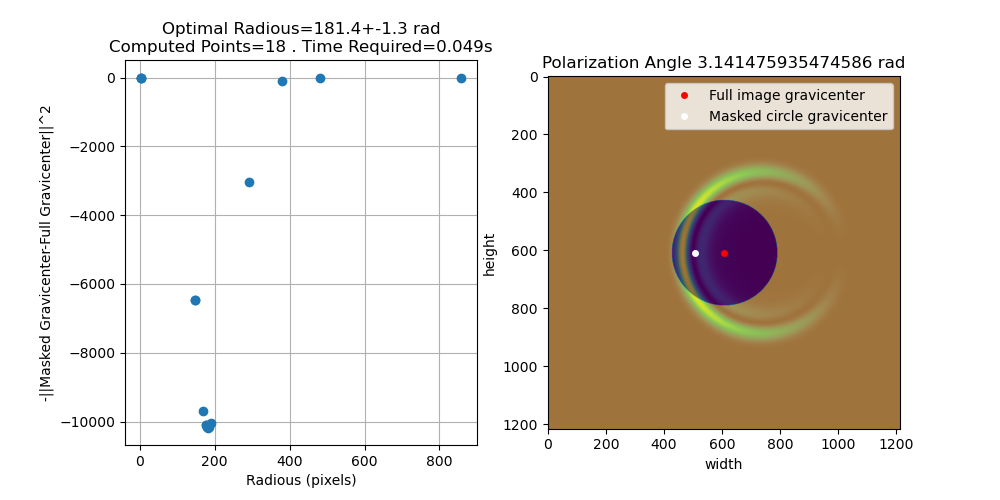 Optimal Radious=181.4+-1.3 rad
Computed Points=18 . Time Required=0.049s
0
−2000
−4000
−6000
−8000
−10000
-||Masked Gravicenter-Full Gravicenter||^2
0
200
400
600
800
Radious (pixels)
Polarization Angle 3.141475935474586 rad
Full image gravicenter
Masked circle gravicenter
0
200
400
600
800
1000
1200
height
0
200
400
600
800
1000
1200
width